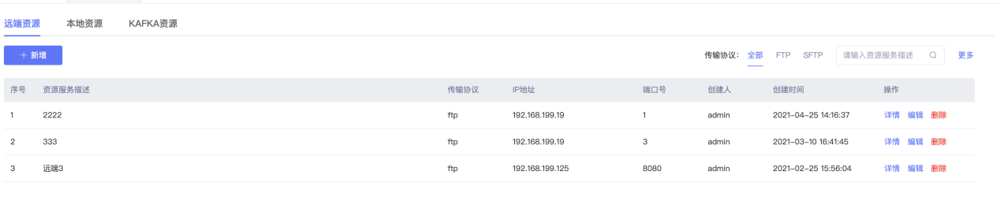 远端资源 本地资源 KAFKA资源
+ 新增 传输协议: 全部 FTP SFTP 请输入资源服务描述 更多
序号 资源服务描述 传输协议 IP地址 端口号 创建人 创建时间 操作
1 2222 ftp 192.168.199.19 1 admin 2021-04-25 14:16:37 详情 编辑 删除
2 333 ftp 192.168.199.19 3 admin 2021-03-10 16:41:45 详情 编辑 删除
3 远端3 ftp 192.168.199.125 8080 admin 2021-02-25 15:56:04 详情 编辑 删除